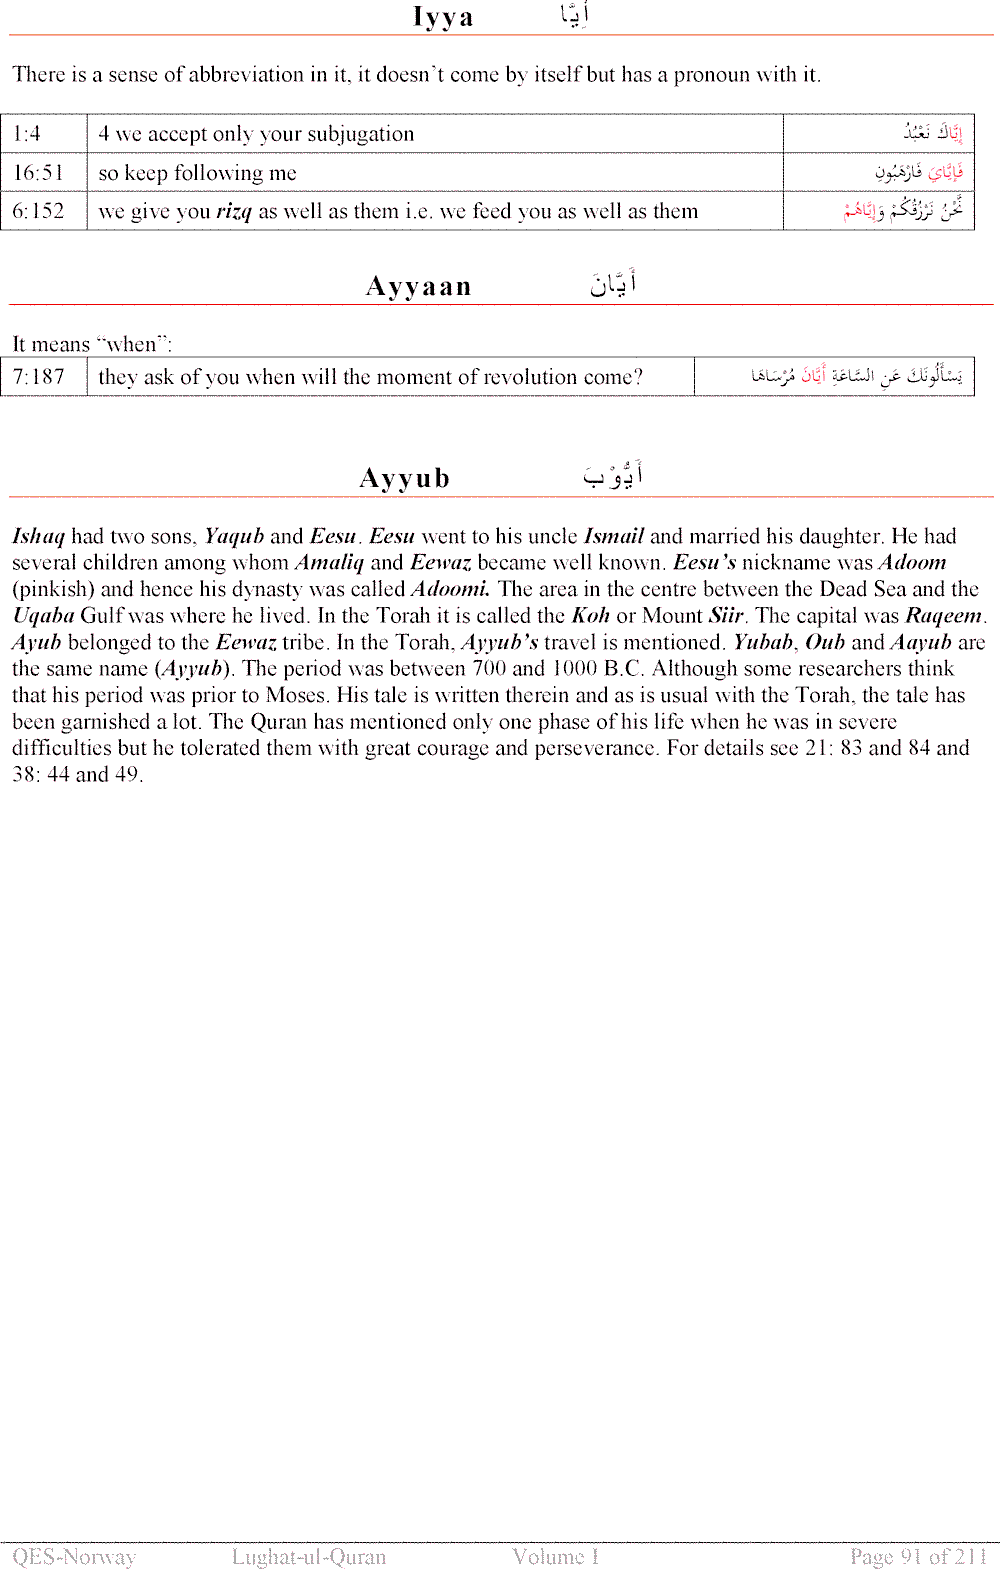 Iyya أَيَّا
There is a sense of abbreviation in it, it doesn't come by itself but has a pronoun with it.
1:4 4 we accept only your subjugation إِيَّاكَ نَعْبُدُ
16:51 so keep following me فَإِيَّايَ فَارْهَبُونِ
6:152 we give you rizq as well as them i.e. we feed you as well as them نَّحْنُ نَرْزُقُكُمْ وَإِيَّاهُمْ
Ayyaan أَيَّانَ
It means “when”:
7:187 they ask of you when will the moment of revolution come? يَسْأَلُونَكَ عَنِ السَّاعَةِ أَيَّانَ مُرْسَاهَا
Ayyub أَيُّوْبَ
Ishaq had two sons, Yaqub and Eesu. Eesu went to his uncle Ismail and married his daughter. He had
several children among whom Amaliq and Eewaz became well known. Eesu's nickname was Adoom
(pinkish) and hence his dynasty was called Adoomi. The area in the centre between the Dead Sea and the
Uqaba Gulf was where he lived. In the Torah it is called the Koh or Mount Siir. The capital was Raqeem.
Ayub belonged to the Eewaz tribe. In the Torah, Ayyub's travel is mentioned. Yubab, Oub and Aayub are
the same name (Ayyub). The period was between 700 and 1000 B.C. Although some researchers think
that his period was prior to Moses. His tale is written therein and as is usual with the Torah, the tale has
been garnished a lot. The Quran has mentioned only one phase of his life when he was in severe
difficulties but he tolerated them with great courage and perseverance. For details see 21: 83 and 84 and
38: 44 and 49.
QES-Norway Lughat-ul-Quran Volume I Page 91 of 211